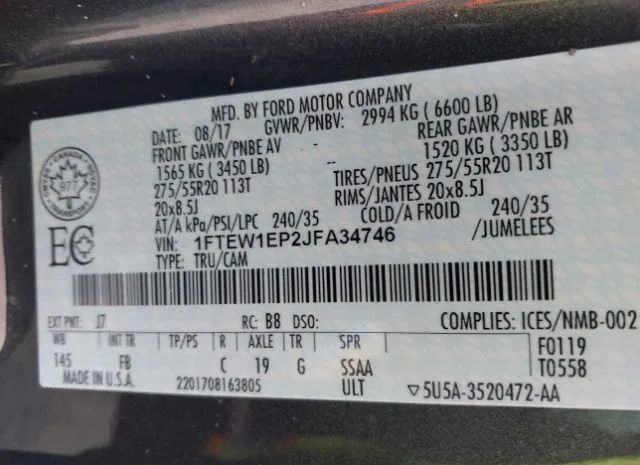 MFD. BY FORD MOTOR COMPANY
DATE: 08/17 GVWR/PNBV: 2994 KG ( 6600 LB)
FRONT GAWR/PNBE AV REAR GAWR/PNBE AR
1565 KG ( 3450 LB) 1520 KG ( 3350 LB)
275/55R20 113T TIRES/PNEUS 275/55R20 113T
20x8.5J RIMS/JANTES 20x8.5J
AT/A kPa/PSI/LPC 240/35 COLD/A FROID 240/35
VIN: 1FTEW1EP2JFA34746 /JUMELEES
TYPE: TRU/CAM
CANADA
977
TRANSPORT
EC
EXT PNT: J7 RC: B8 DSO: COMPLIES: ICES/NMB-002
WB INT TR TP/PS R AXLE TR SPR F0119
145 FB C 19 G SSAA T0558
MADE IN U.S.A. 2201708163805 ULT ▽5U5A-3520472-AA